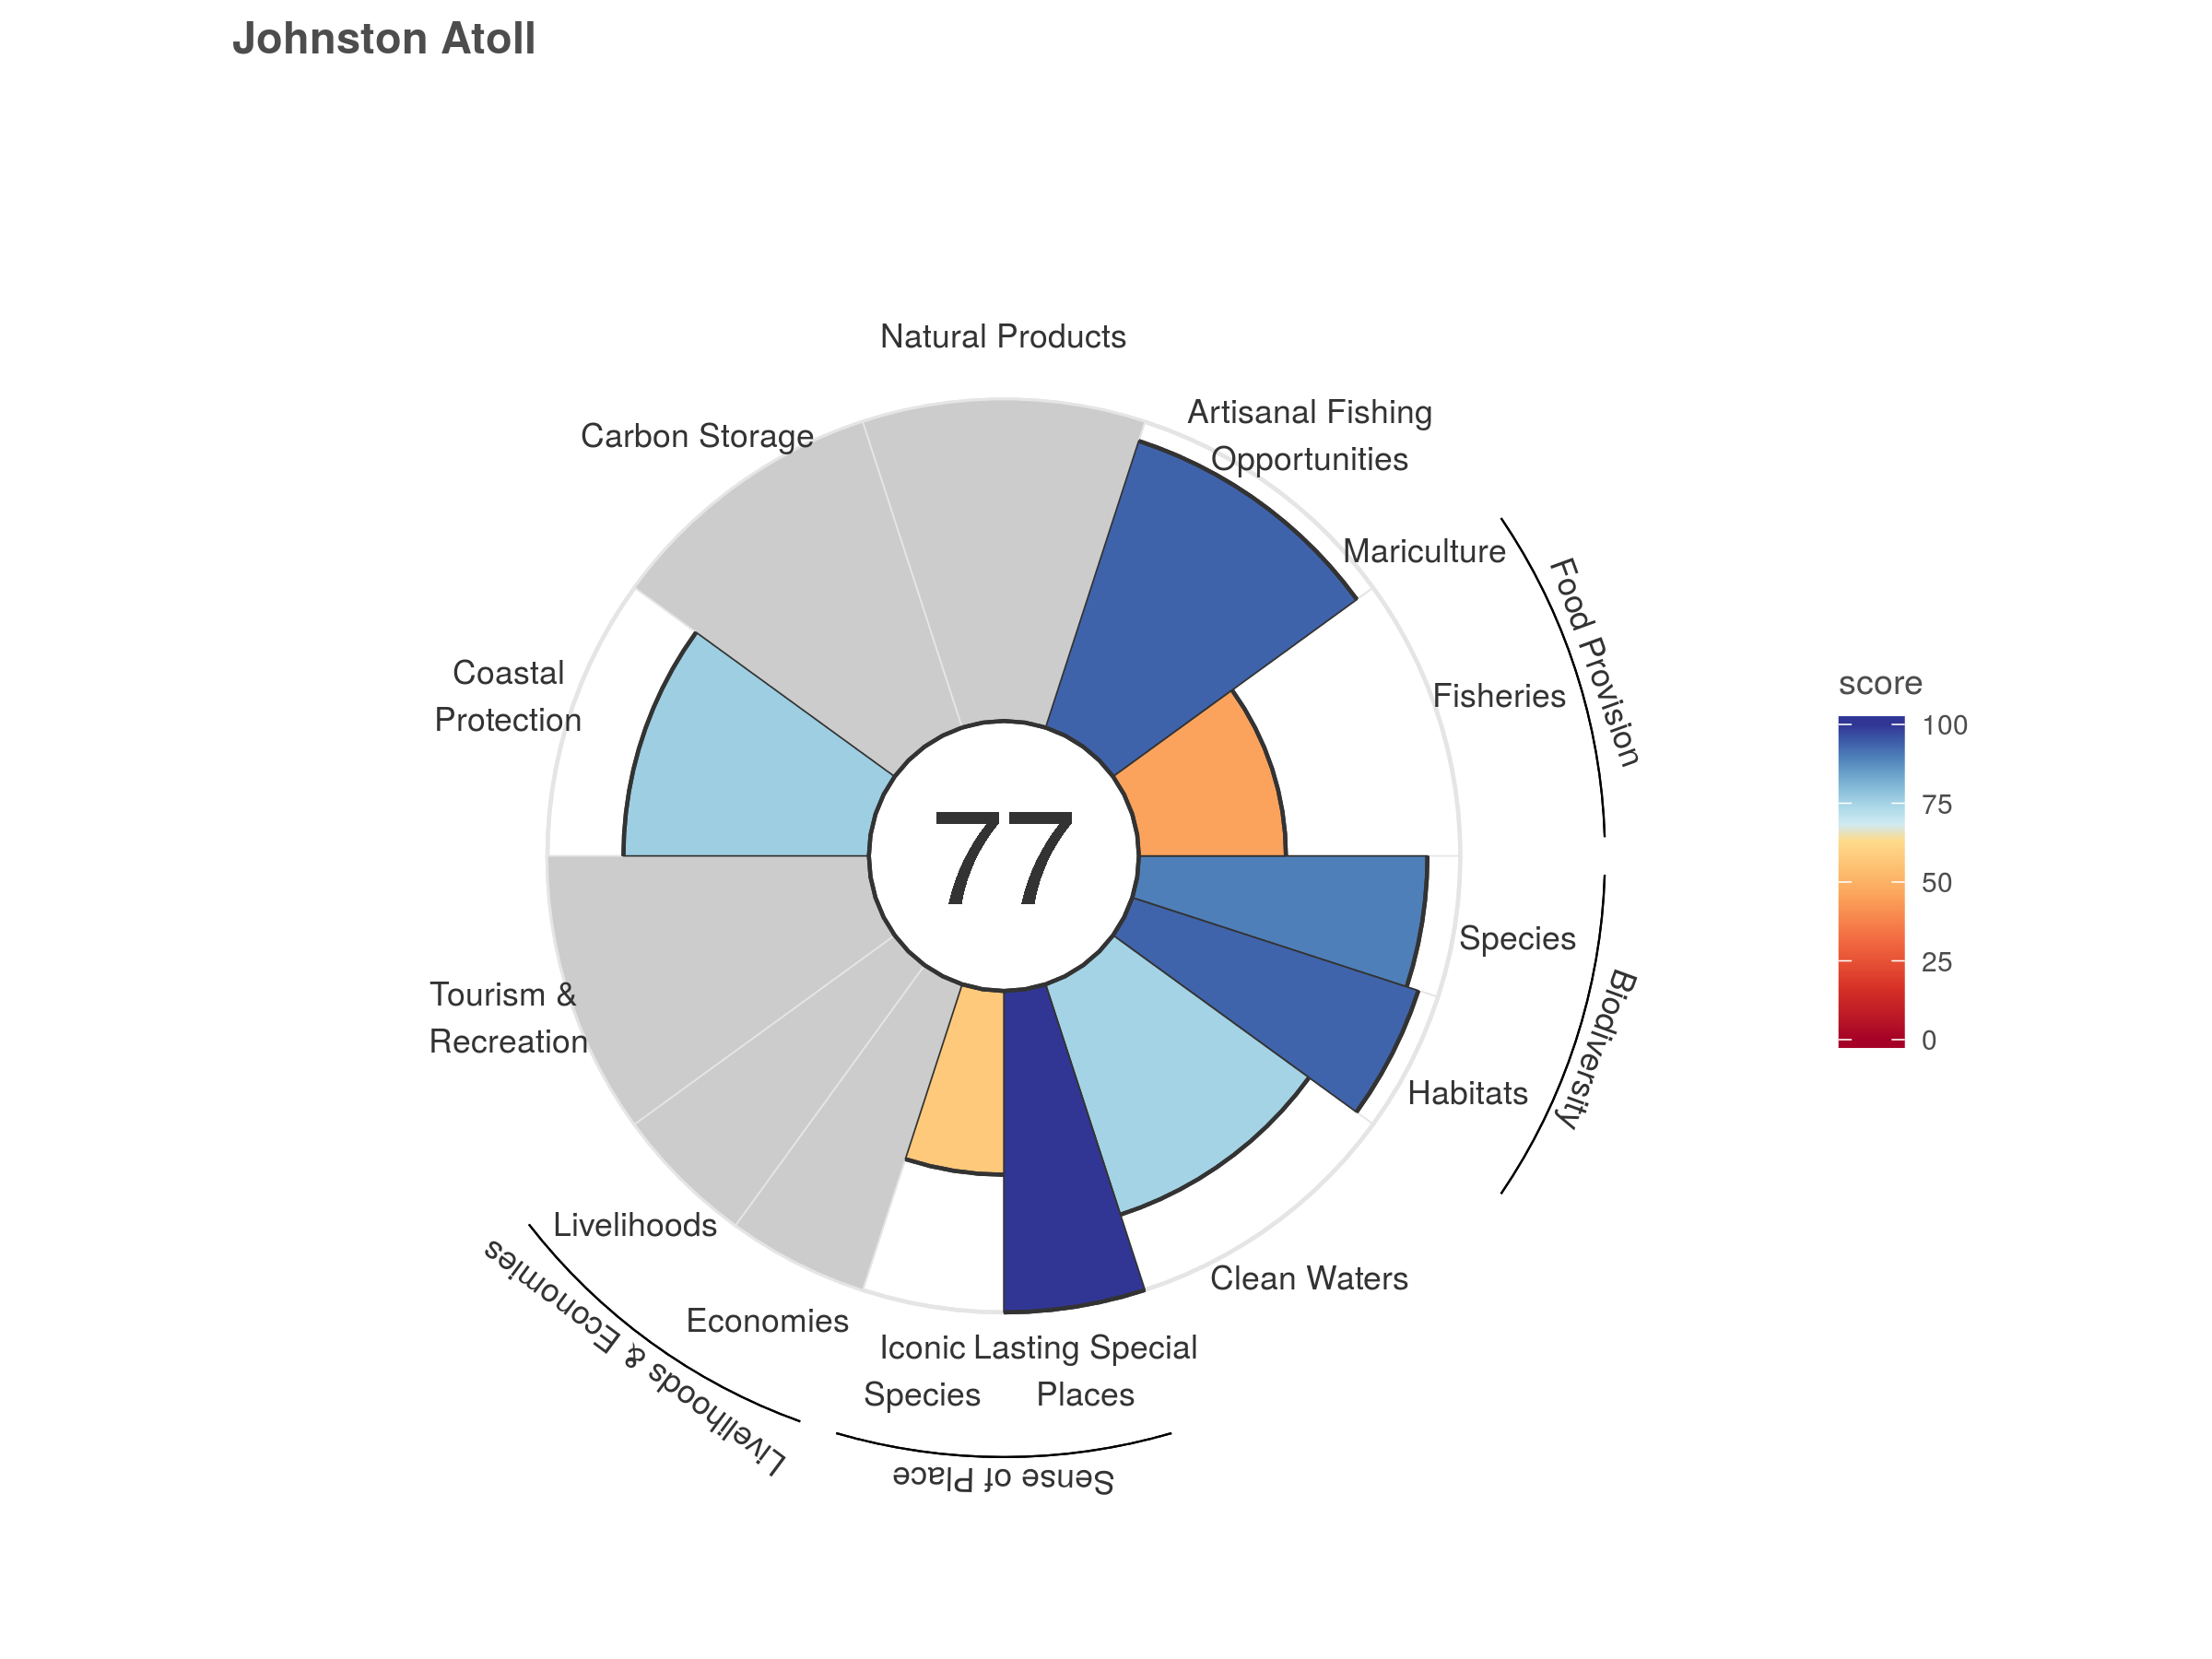 Johnston Atoll
Natural Products
Artisanal Fishing
Opportunities
Carbon Storage
Mariculture
Food Provision
Fisheries
Coastal
Protection
score
100
75
50
25
0
77
Species
Biodiversity
Habitats
Tourism &
Recreation
Livelihoods
Livelihoods & Economies
Economies
Clean Waters
Iconic
Species
Lasting Special
Places
Sense of Place